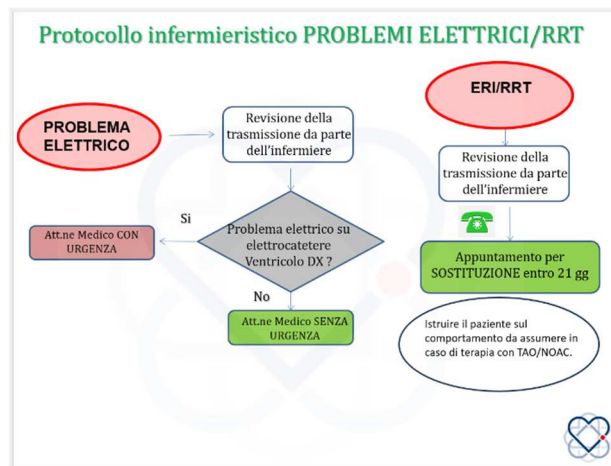 Protocollo infermieristico PROBLEMI ELETTRICI/RRT
PROBLEMA
ELETTRICO
Revisione della
trasmissione da parte
dell'infermiere
Problema elettrico su
elettrocatetere
Ventricolo DX ?
Si
Att.ne Medico CON
URGENZA
No
Att.ne Medico SENZA
URGENZA
ERI/RRT
Revisione della
trasmissione da parte
dell'infermiere
Appuntamento per
SOSTITUZIONE entro 21 gg
Istruire il paziente sul
comportamento da assumere in
caso di terapia con TAO/NOAC.